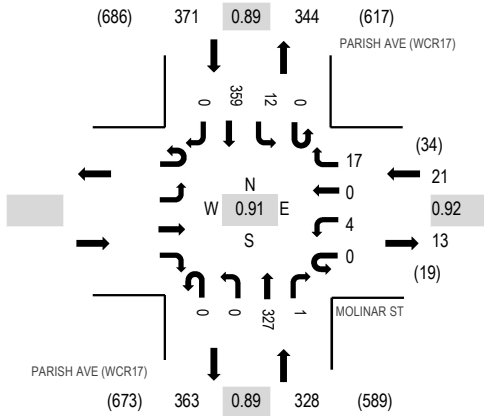 (686) 371 0.89 344 (617)
PARISH AVE (WCR17)
0 359 12 0
(34)
17
21
N
0
W 0.91 E
0.92
S
4
13
0
(19)
0 0 327 1
MOLINAR ST
PARISH AVE (WCR17)
(673) 363 0.89 328 (589)